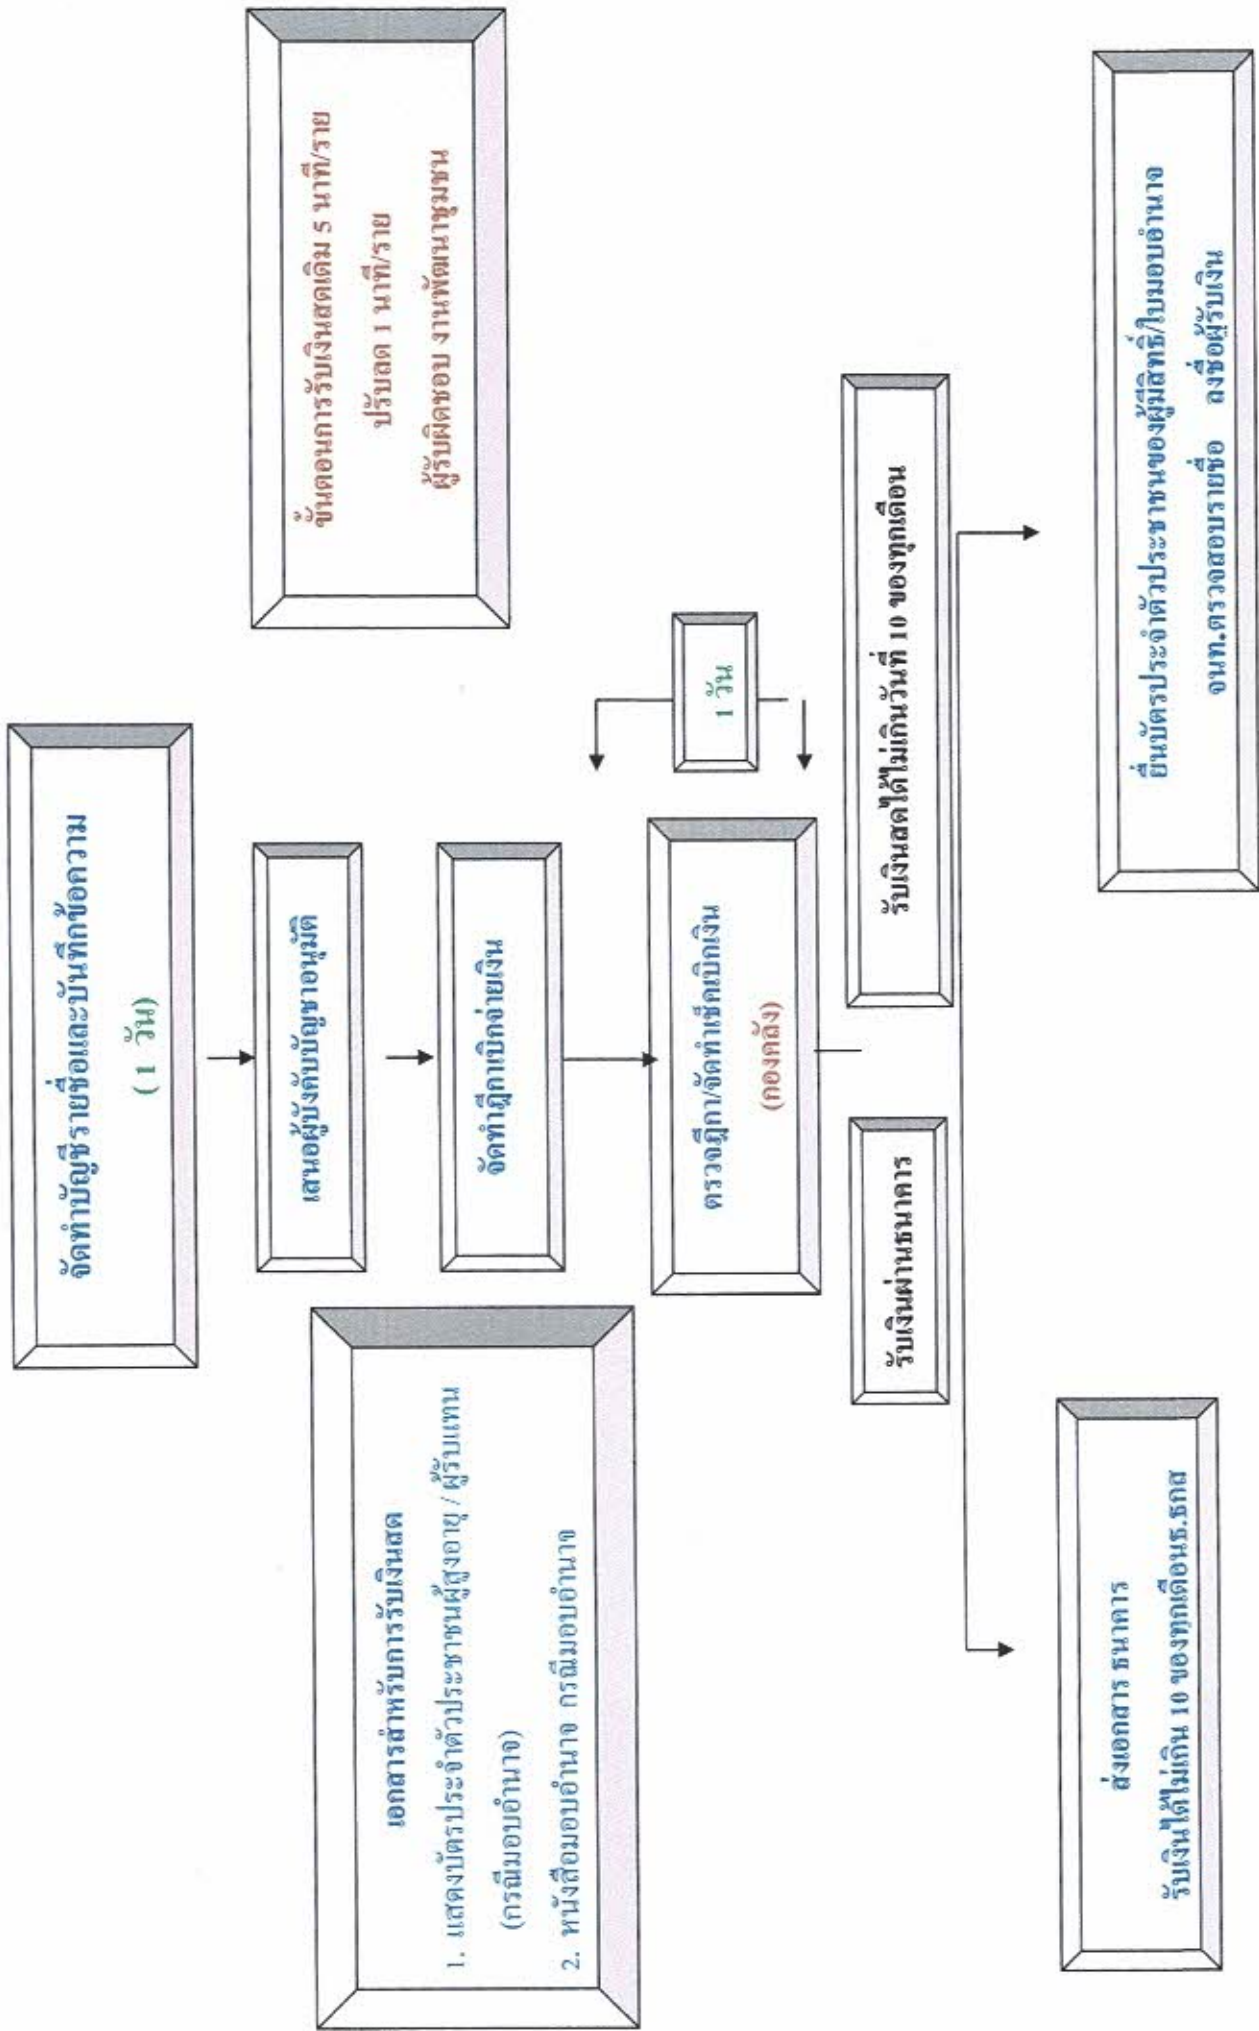 จัดทำบัญชีรายชื่อและบันทึกข้อความ
(1 วัน)
ขั้นตอนการรับเงินสดเดิม 5 นาที/ราย
ปรับลด 1 นาที/ราย
ผู้รับผิดชอบ งานพัฒนาชุมชน
เสนอผู้บังคับบัญชาอนุมัติ
เอกสารสำหรับการรับเงินสด
1. แสดงบัตรประจำตัวประชาชนผู้สูงอายุ / ผู้รับแทน
(กรณีมอบอำนาจ)
2. หนังสือมอบอำนาจ กรณีมอบอำนาจ
จัดทำฎีกาเบิกจ่ายเงิน
1 วัน
ตรวจฎีกา/จัดทำเช็คเบิกเงิน
(กองคลัง)
รับเงินผ่านธนาคาร
รับเงินสดได้ไม่เกินวันที่ 10 ของทุกเดือน
ส่งเอกสาร ธนาคาร
รับเงินได้ไม่เกิน 10 ของทุกเดือนธ.ธกส
ยื่นบัตรประจำตัวประชาชนของผู้มีสิทธิ์/ใบมอบอำนาจ
จนท.ตรวจสอบรายชื่อ ลงชื่อผู้รับเงิน